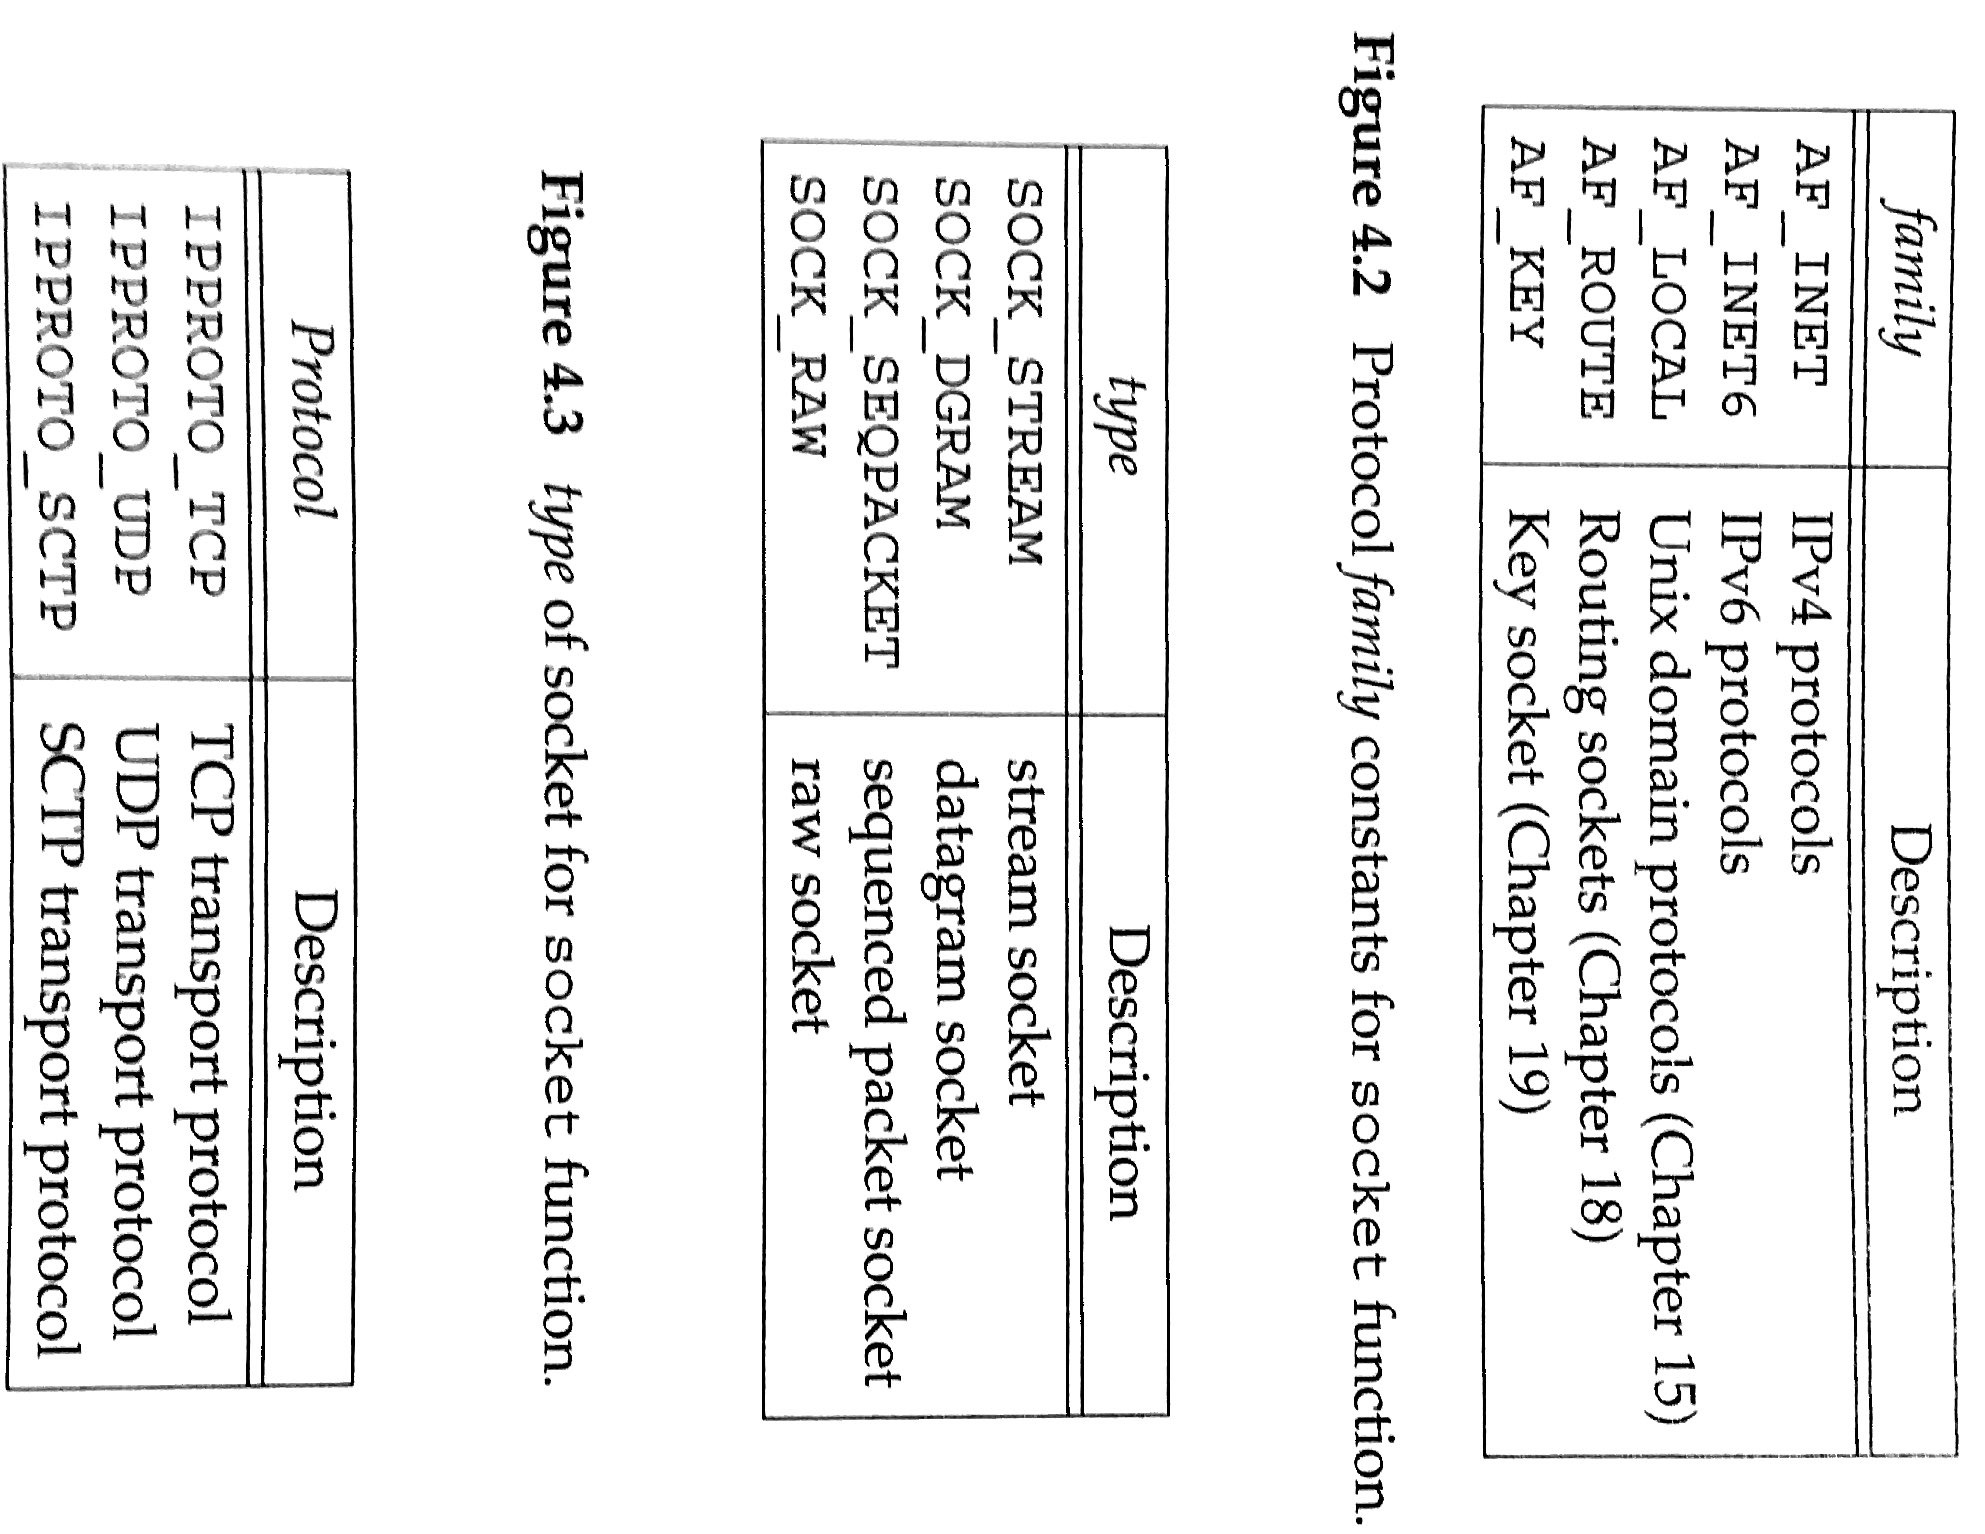 family Description
AF_INET IPv4 protocols
AF_INET6 IPv6 protocols
AF_LOCAL Unix domain protocols (Chapter 15)
AF_ROUTE Routing sockets (Chapter 18)
AF_KEY Key socket (Chapter 19)
Figure 4.2 Protocol family constants for socket function.
type Description
SOCK_STREAM stream socket
SOCK_DGRAM datagram socket
SOCK_SEQPACKET sequenced packet socket
SOCK_RAW raw socket
Figure 4.3 type of socket for socket function.
Protocol Description
IPPROTO_TCP TCP transport protocol
IPPROTO_UDP UDP transport protocol
IPPROTO_SCTP SCTP transport protocol